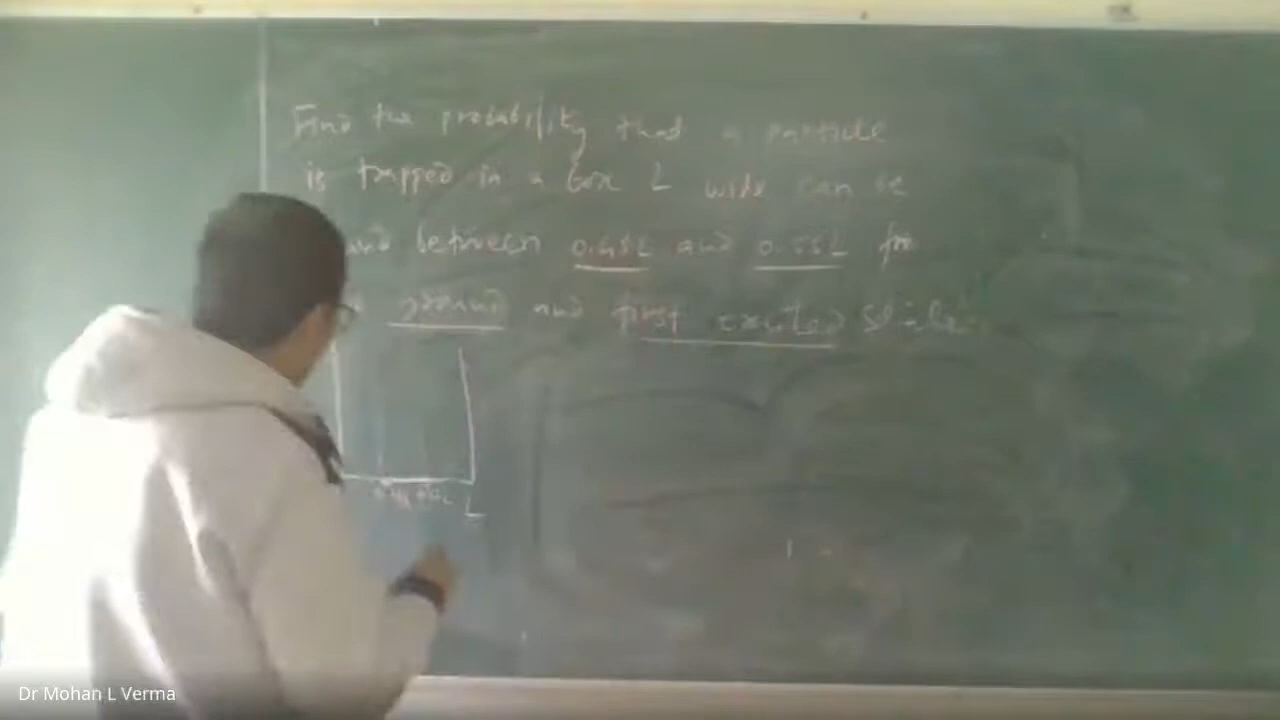 Find the probability that a particle
is trapped in a box L wide can be
between 0.45L and 0.55L for
ground and first excited state
L
1 -
Dr Mohan L Verma